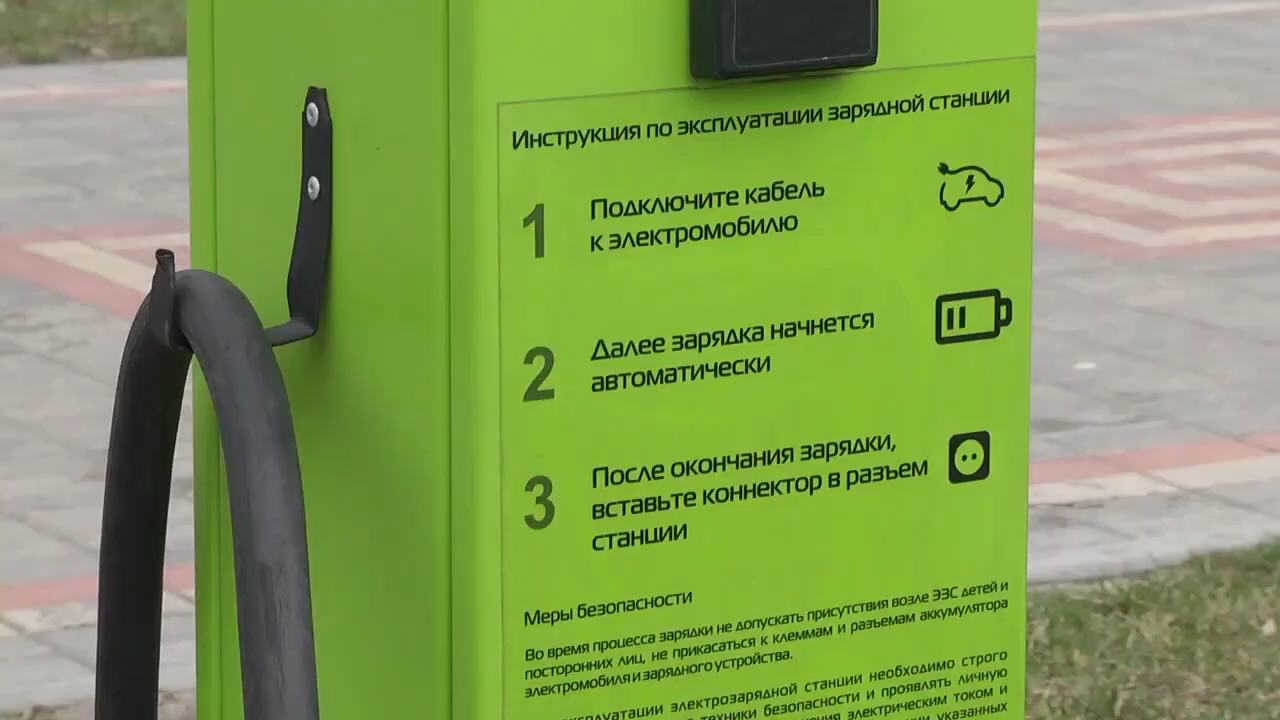 Инструкция по эксплуатации зарядной станции
1
Подключите кабель
к электромобилю
2
Далее зарядка начнется
автоматически
3
После окончания зарядки,
вставьте коннектор в разъем
станции
Меры безопасности
Во время процесса зарядки не допускать присутствия возле ЭЗС детей и
посторонних лиц, не прикасаться к клеммам и разъемам аккумулятора
электромобиля и зарядного устройства.
электрозарядной станции необходимо строго
техники безопасности и проявлять личную
электрическим током и
указанных